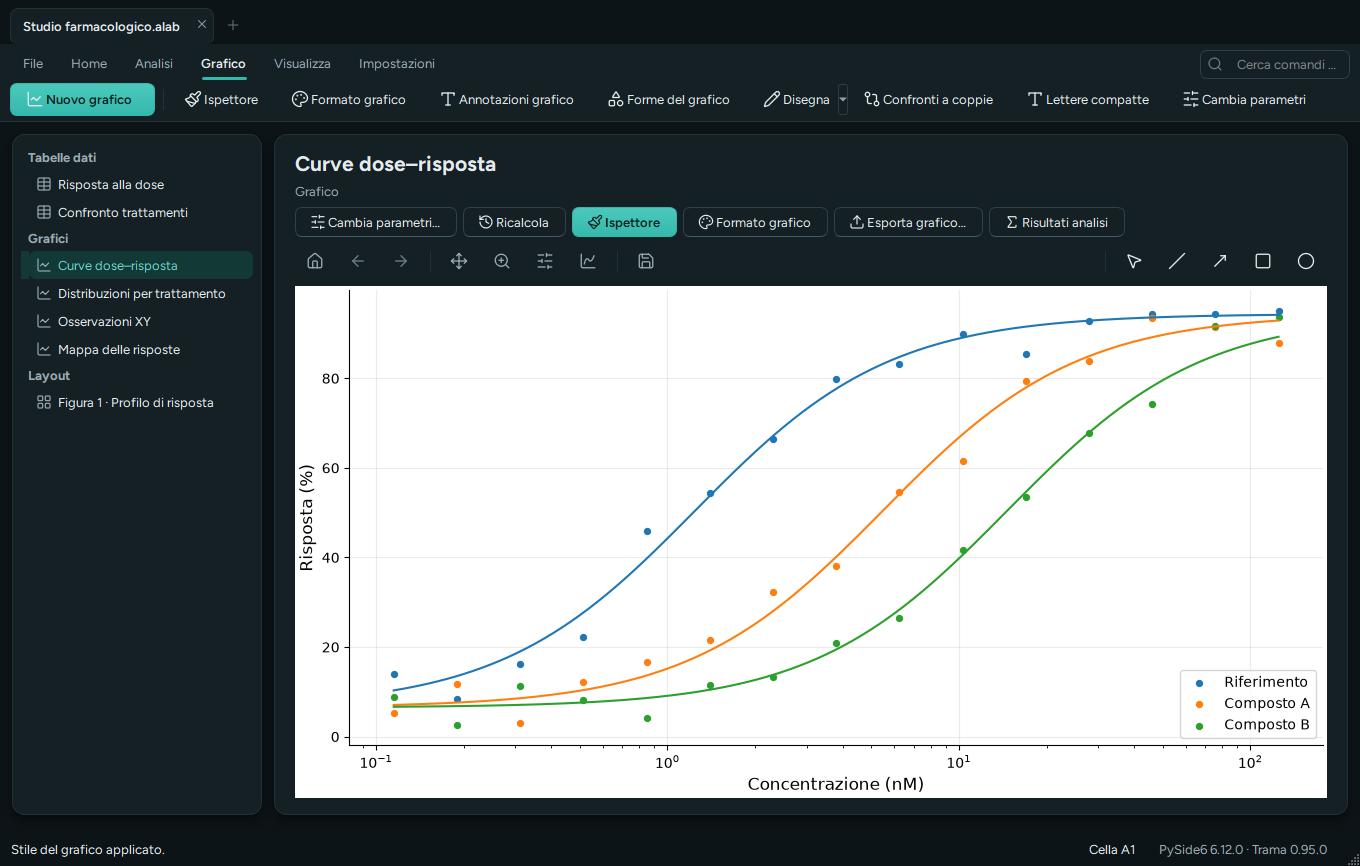 Studio farmacologico.alab
File Home Analisi Grafico Visualizza Impostazioni Cerca comandi ...
Nuovo grafico Ispettore Formato grafico Annotazioni grafico Forme del grafico Disegna Confronti a coppie Lettere compatte Cambia parametri
Tabelle dati
Risposta alla dose
Confronto trattamenti
Grafici
Curve dose–risposta
Distribuzioni per trattamento
Osservazioni XY
Mappa delle risposte
Layout
Figura 1 · Profilo di risposta
Curve dose–risposta
Grafico
Cambia parametri... Ricalcola Ispettore Formato grafico Esporta grafico... Risultati analisi
80
60
40
20
0
Risposta (%)
Riferimento
Composto A
Composto B
10⁻¹ 10⁰ 10¹ 10²
Concentrazione (nM)
Stile del grafico applicato. Cella A1 PySide6 6.12.0 · Trama 0.95.0